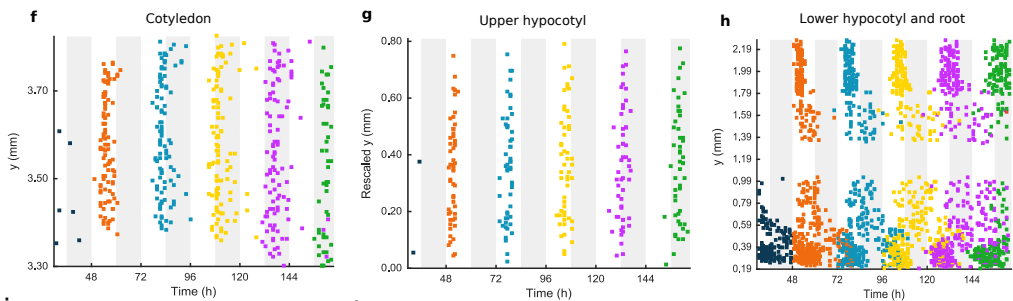 f
Cotyledon
y (mm)
3.70
3.50
3.30
48
72
96
120
144
Time (h)
g
Upper hypocotyl
Rescaled y (mm)
0.80
0.60
0.40
0.20
0.00
48
72
96
120
144
Time (h)
h
Lower hypocotyl and root
y (mm)
2.19
1.99
1.79
1.59
1.39
1.19
0.99
0.79
0.59
0.39
0.19
48
72
96
120
144
Time (h)